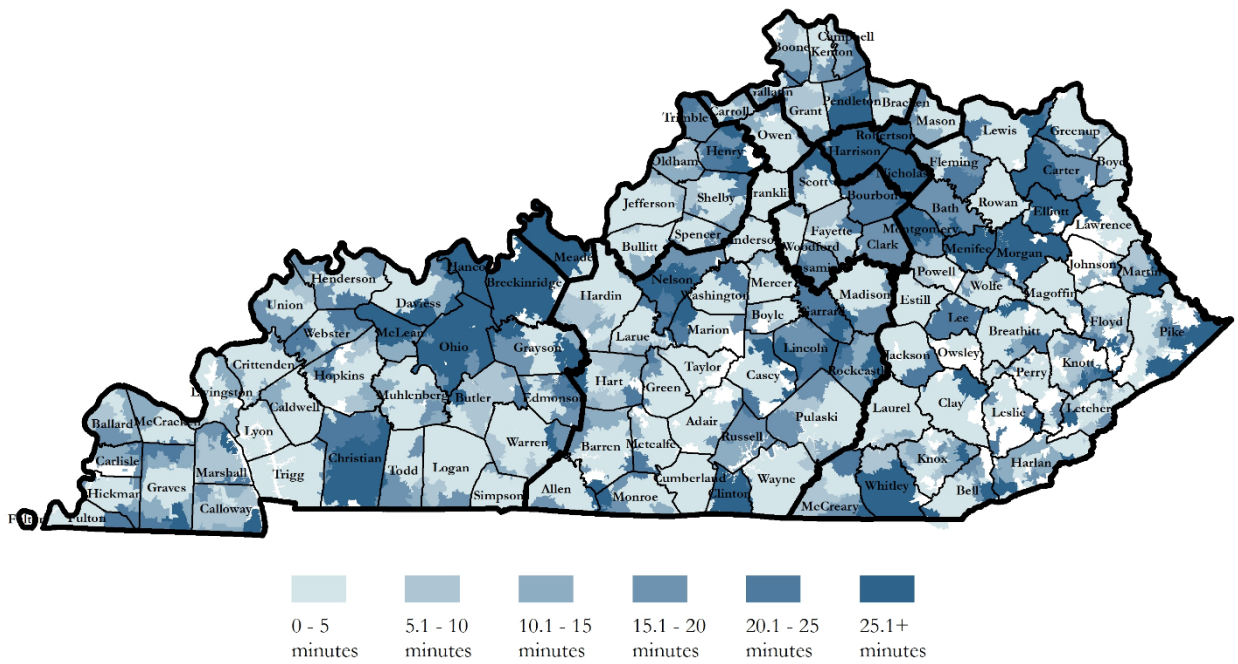 Campbell
Boone
Kenton
Gallatin
Pendleton
Carroll
Grant
Bracken
Trimble
Mason
Owen
Robertson
Lewis
Greenup
Henry
Harrison
Oldham
Fleming
Boyd
Nicholas
Carter
Scott
Franklin
Bourbon
Shelby
Jefferson
Rowan
Bath
Elliott
Fayette
Montgomery
Lawrence
Spencer
Anderson
Woodford
Clark
Bullitt
Menifee
Morgan
Meade
Johnson
Hanco
Martin
Powell
Henderson
Nelson
Breckinridge
Mercer
Wolfe
Washington
Madison
Magoffin
Hardin
Estill
Daviess
Union
Garrard
Boyle
Floyd
Lee
Marion
Breathitt
Pike
McLean
Webster
Larue
Ohio
Grayson
Lincoln
Owsley
Jackson
Knott
Taylor
Crittenden
Rockcastle
Perry
Hopkins
Casey
Hart
Green
Livingston
Muhlenberg
Butler
Edmonson
Clay
Laurel
Letcher
Caldwell
Leslie
Pulaski
McCracken
Adair
Ballard
Lyon
Warren
Russell
Metcalfe
Barren
Knox
Carlisle
Christian
Harlan
Marshall
Trigg
Todd
Logan
Cumberland
Wayne
Clinton
Whitley
Graves
Allen
Bell
Hickman
Simpson
Monroe
McCreary
Calloway
Fulton
0 - 5
minutes
5.1 - 10
minutes
10.1 - 15
minutes
15.1 - 20
minutes
20.1 - 25
minutes
25.1+
minutes